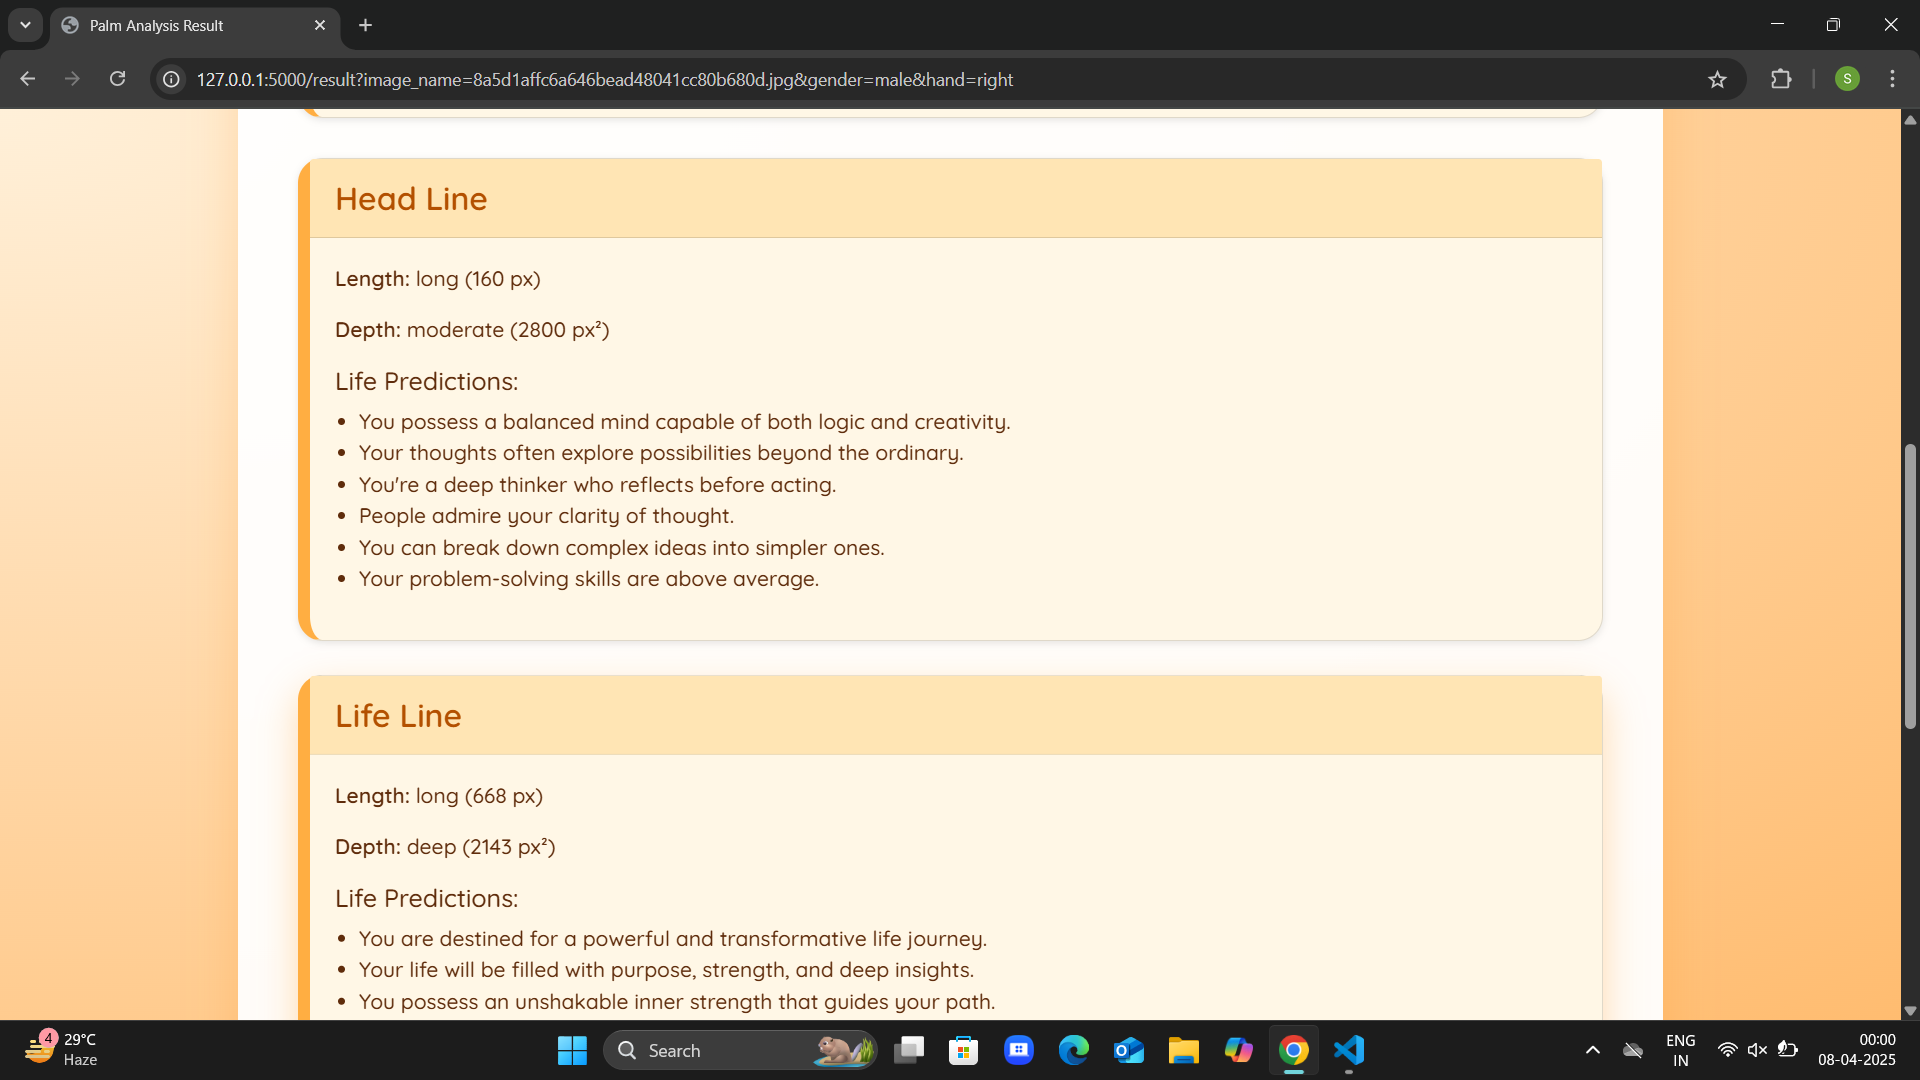 Palm Analysis Result
127.0.0.1:5000/result?image_name=8a5d1affc6a646bead48041cc80b680d.jpg&gender=male&hand=right
S
Head Line
Length: long (160 px)
Depth: moderate (2800 px²)
Life Predictions:
• You possess a balanced mind capable of both logic and creativity.
• Your thoughts often explore possibilities beyond the ordinary.
• You're a deep thinker who reflects before acting.
• People admire your clarity of thought.
• You can break down complex ideas into simpler ones.
• Your problem-solving skills are above average.
Life Line
Length: long (668 px)
Depth: deep (2143 px²)
Life Predictions:
• You are destined for a powerful and transformative life journey.
• Your life will be filled with purpose, strength, and deep insights.
• You possess an unshakable inner strength that guides your path.
4
29°C
Haze
Search
ENG
IN
00:00
08-04-2025